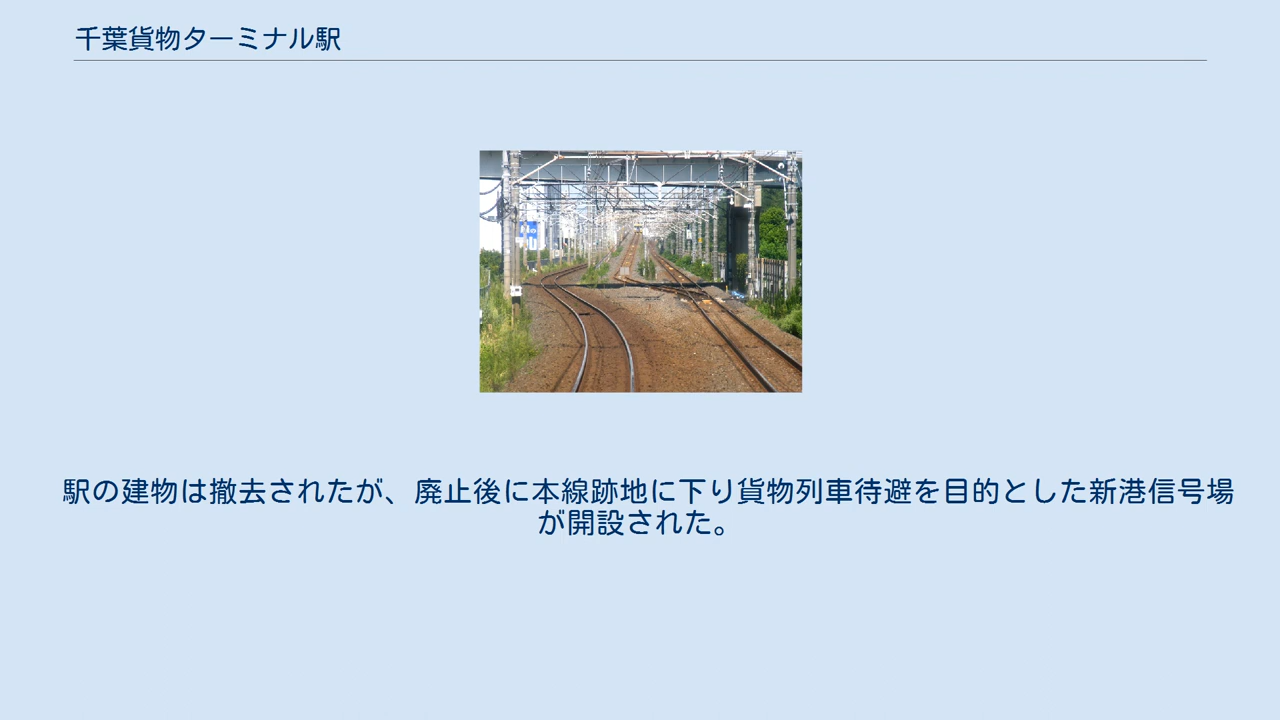 千葉貨物ターミナル駅
駅の建物は撤去されたが、廃止後に本線跡地に下り貨物列車待避を目的とした新港信号場
が開設された。